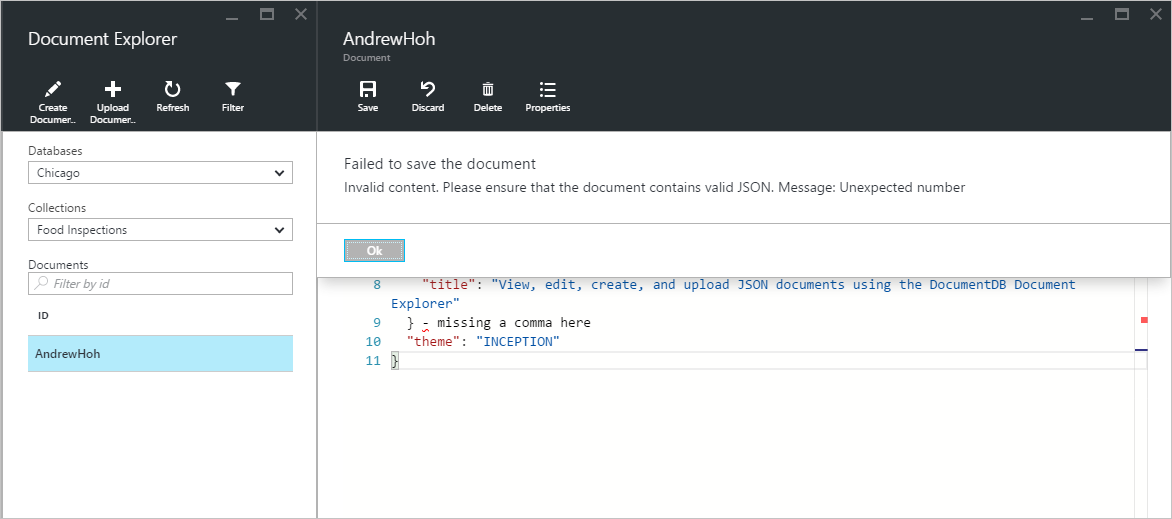 Document Explorer
Create
Documer..
Upload
Documer..
Refresh
Filter
Databases
Chicago
Collections
Food Inspections
Documents
Filter by id
ID
AndrewHoh
AndrewHoh
Document
Save
Discard
Delete
Properties
Failed to save the document
Invalid content. Please ensure that the document contains valid JSON. Message: Unexpected number
Ok
8 "title": "View, edit, create, and upload JSON documents using the DocumentDB Document
Explorer"
9 } - missing a comma here
10 "theme": "INCEPTION"
11 }